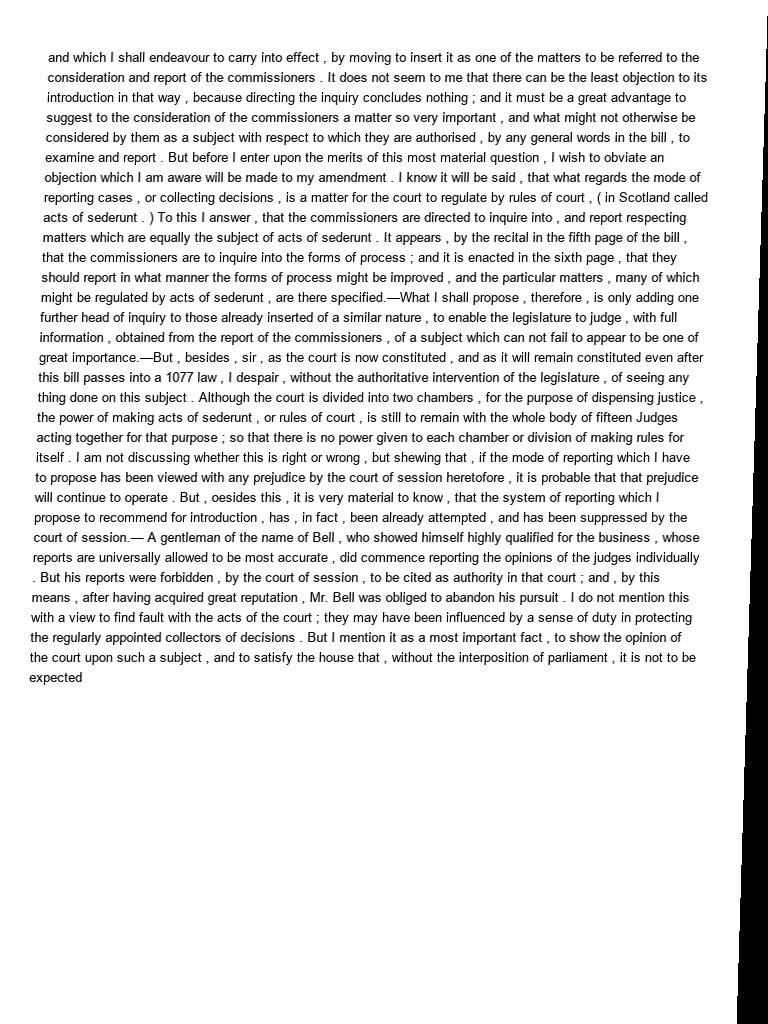 and which I shall endeavour to carry into effect , by moving to insert it as one of the matters to be referred to the
consideration and report of the commissioners . It does not seem to me that there can be the least objection to its
introduction in that way , because directing the inquiry concludes nothing ; and it must be a great advantage to
suggest to the consideration of the commissioners a matter so very important , and what might not otherwise be
considered by them as a subject with respect to which they are authorised , by any general words in the bill , to
examine and report . But before I enter upon the merits of this most material question , I wish to obviate an
objection which I am aware will be made to my amendment . I know it will be said , that what regards the mode of
reporting cases , or collecting decisions , is a matter for the court to regulate by rules of court , ( in Scotland called
acts of sederunt . ) To this I answer , that the commissioners are directed to inquire into , and report respecting
matters which are equally the subject of acts of sederunt . It appears , by the recital in the fifth page of the bill ,
that the commissioners are to inquire into the forms of process ; and it is enacted in the sixth page , that they
should report in what manner the forms of process might be improved , and the particular matters , many of which
might be regulated by acts of sederunt , are there specified.—What I shall propose , therefore , is only adding one
further head of inquiry to those already inserted of a similar nature , to enable the legislature to judge , with full
information , obtained from the report of the commissioners , of a subject which can not fail to appear to be one of
great importance.—But , besides , sir , as the court is now constituted , and as it will remain constituted even after
this bill passes into a 1077 law , I despair , without the authoritative intervention of the legislature , of seeing any
thing done on this subject . Although the court is divided into two chambers , for the purpose of dispensing justice ,
the power of making acts of sederunt , or rules of court , is still to remain with the whole body of fifteen Judges
acting together for that purpose ; so that there is no power given to each chamber or division of making rules for
itself . I am not discussing whether this is right or wrong , but shewing that , if the mode of reporting which I have
to propose has been viewed with any prejudice by the court of session heretofore , it is probable that that prejudice
will continue to operate . But , oesides this , it is very material to know , that the system of reporting which I
propose to recommend for introduction , has , in fact , been already attempted , and has been suppressed by the
court of session.— A gentleman of the name of Bell , who showed himself highly qualified for the business , whose
reports are universally allowed to be most accurate , did commence reporting the opinions of the judges individually
. But his reports were forbidden , by the court of session , to be cited as authority in that court ; and , by this
means , after having acquired great reputation , Mr. Bell was obliged to abandon his pursuit . I do not mention this
with a view to find fault with the acts of the court ; they may have been influenced by a sense of duty in protecting
the regularly appointed collectors of decisions . But I mention it as a most important fact , to show the opinion of
the court upon such a subject , and to satisfy the house that , without the interposition of parliament , it is not to be
expected